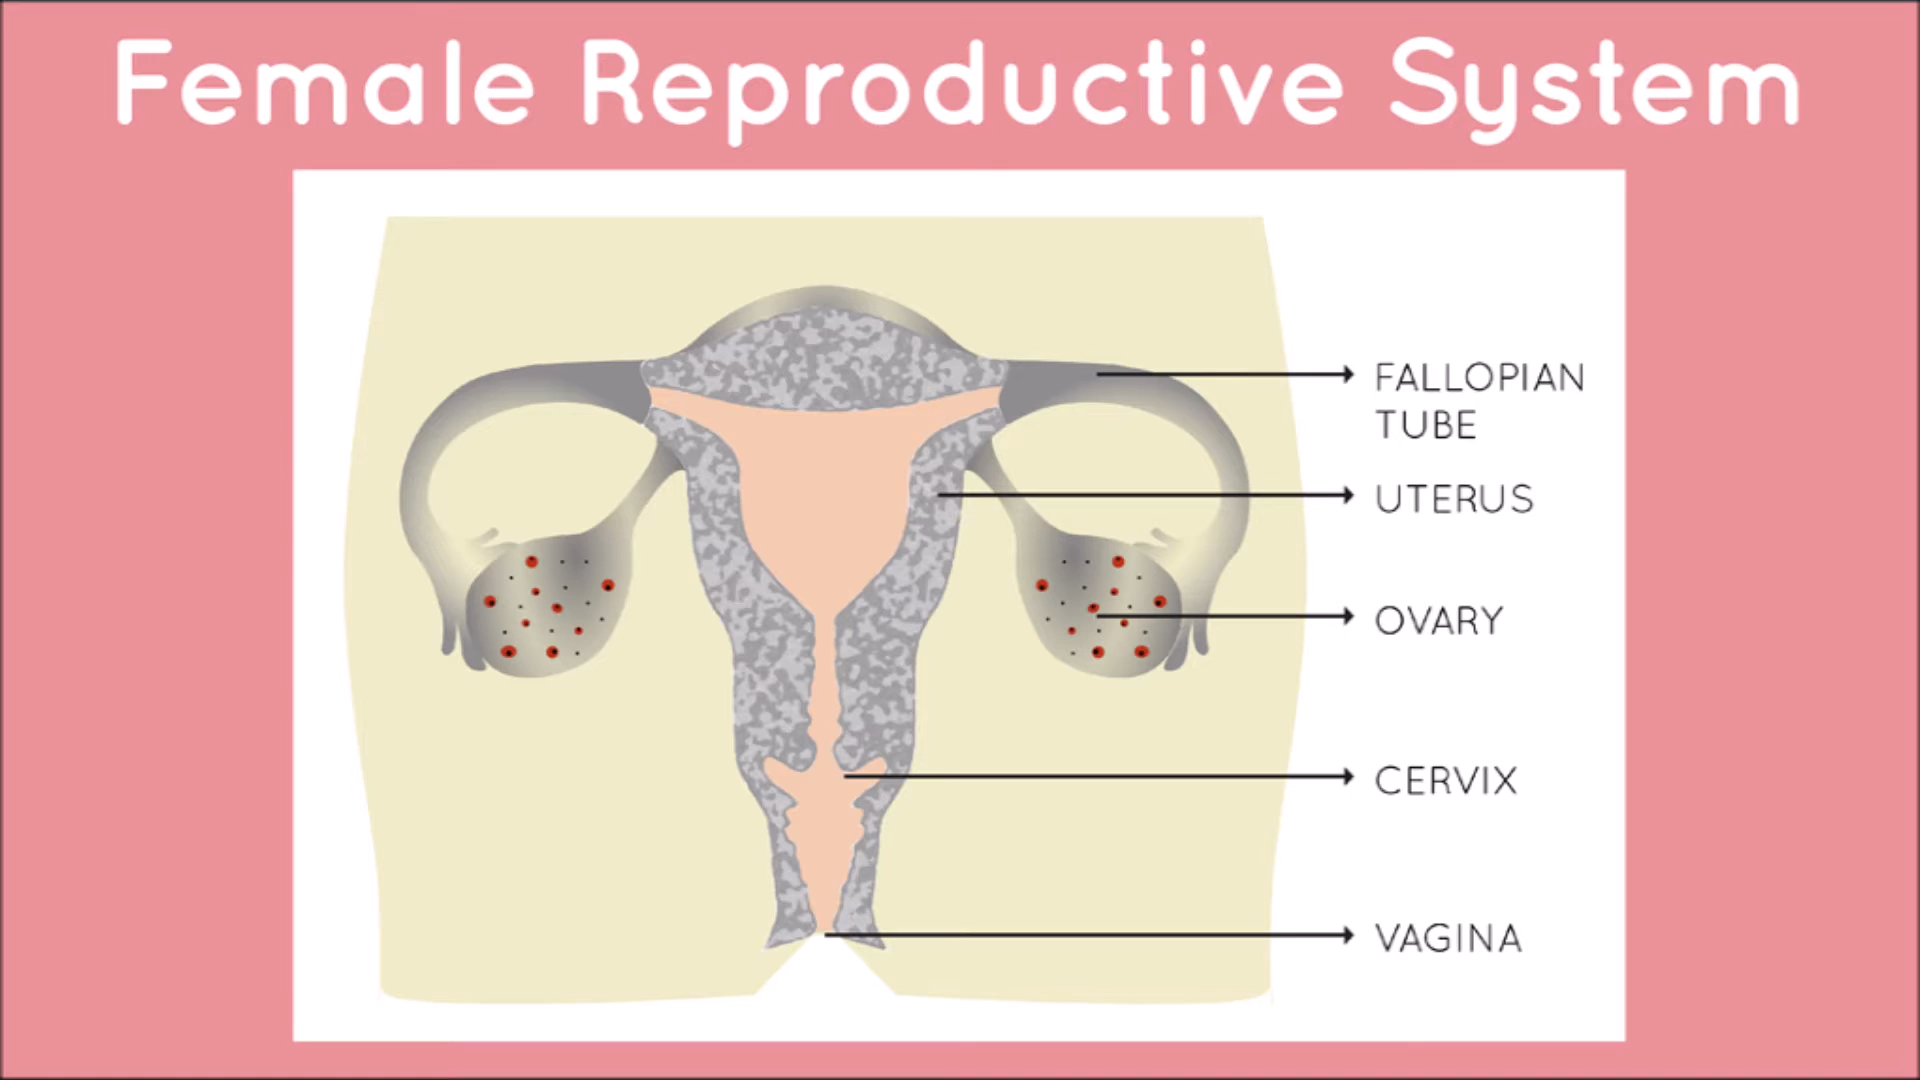 Female Reproductive System
FALLOPIAN
TUBE
UTERUS
OVARY
CERVIX
VAGINA